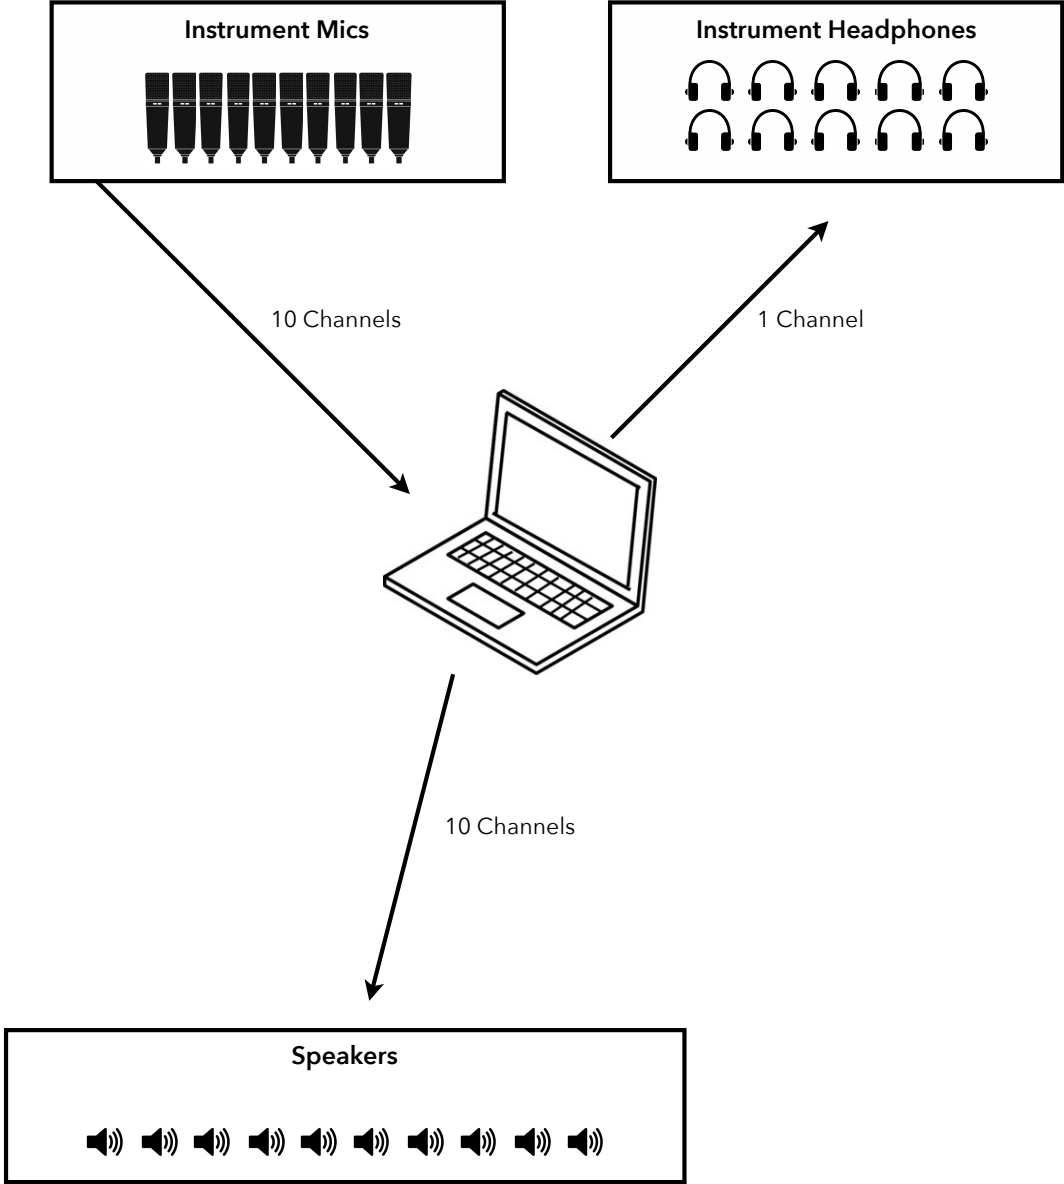 Instrument Mics
Instrument Headphones
10 Channels
1 Channel
10 Channels
Speakers